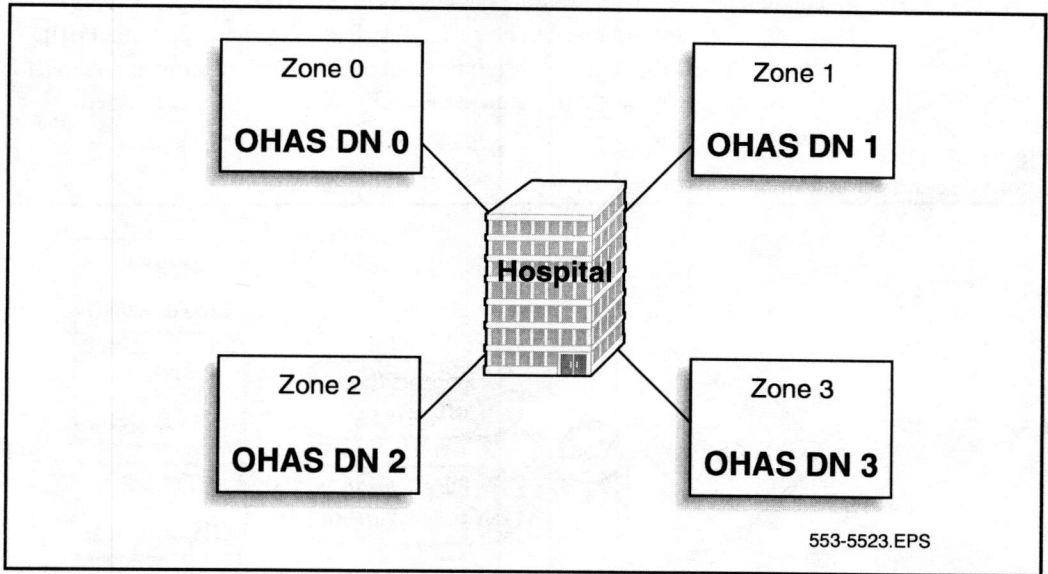 Zone 0
OHAS DN 0
Zone 1
OHAS DN 1
Hospital
Zone 2
OHAS DN 2
Zone 3
OHAS DN 3
553-5523.EPS